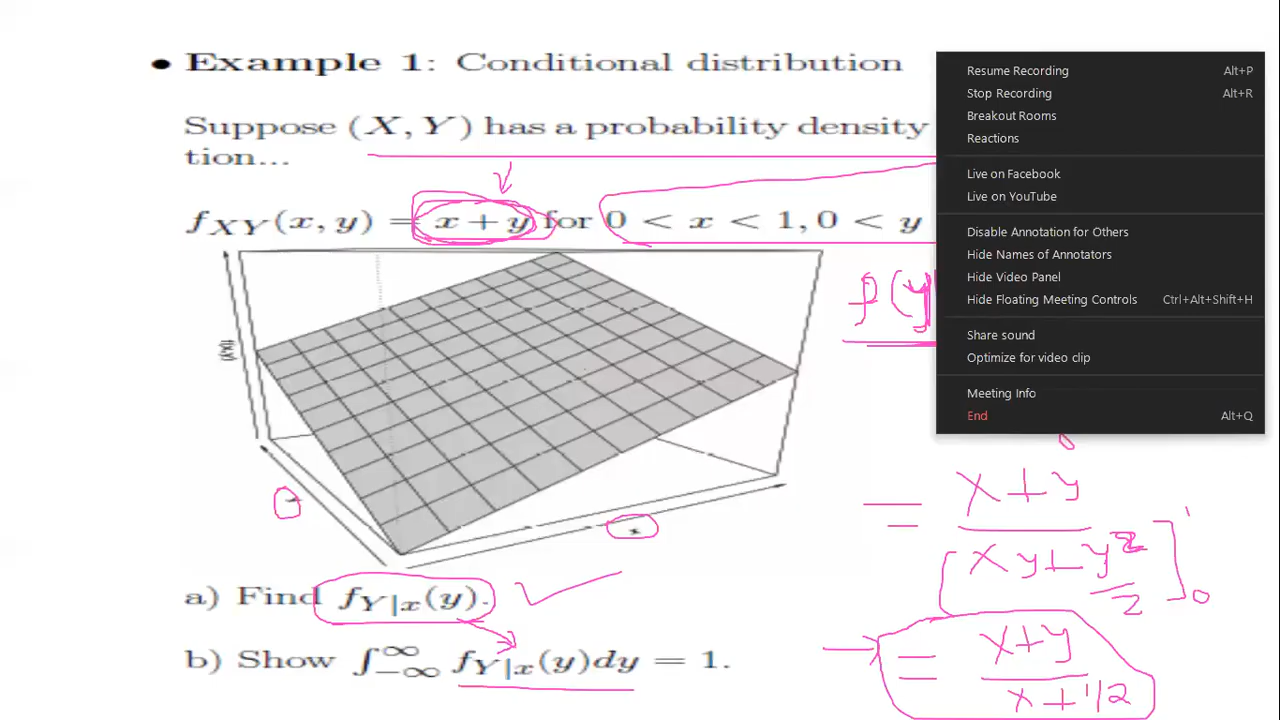 • Example 1: Conditional distribution
Suppose (X, Y) has a probability density
tion...
f_XY(x, y) = x + y for 0 < x < 1, 0 < y
f(x,y)
x
f(y|
a) Find f_Y|x(y).
b) Show ∫_{-∞}^{∞} f_Y|x(y)dy = 1.
Resume Recording Alt+P
Stop Recording Alt+R
Breakout Rooms
Reactions
Live on Facebook
Live on YouTube
Disable Annotation for Others
Hide Names of Annotators
Hide Video Panel
Hide Floating Meeting Controls Ctrl+Alt+Shift+H
Share sound
Optimize for video clip
Meeting Info
End Alt+Q
0
= x+y
[xy+y²/2]
1
0
= x+y
x+1/2